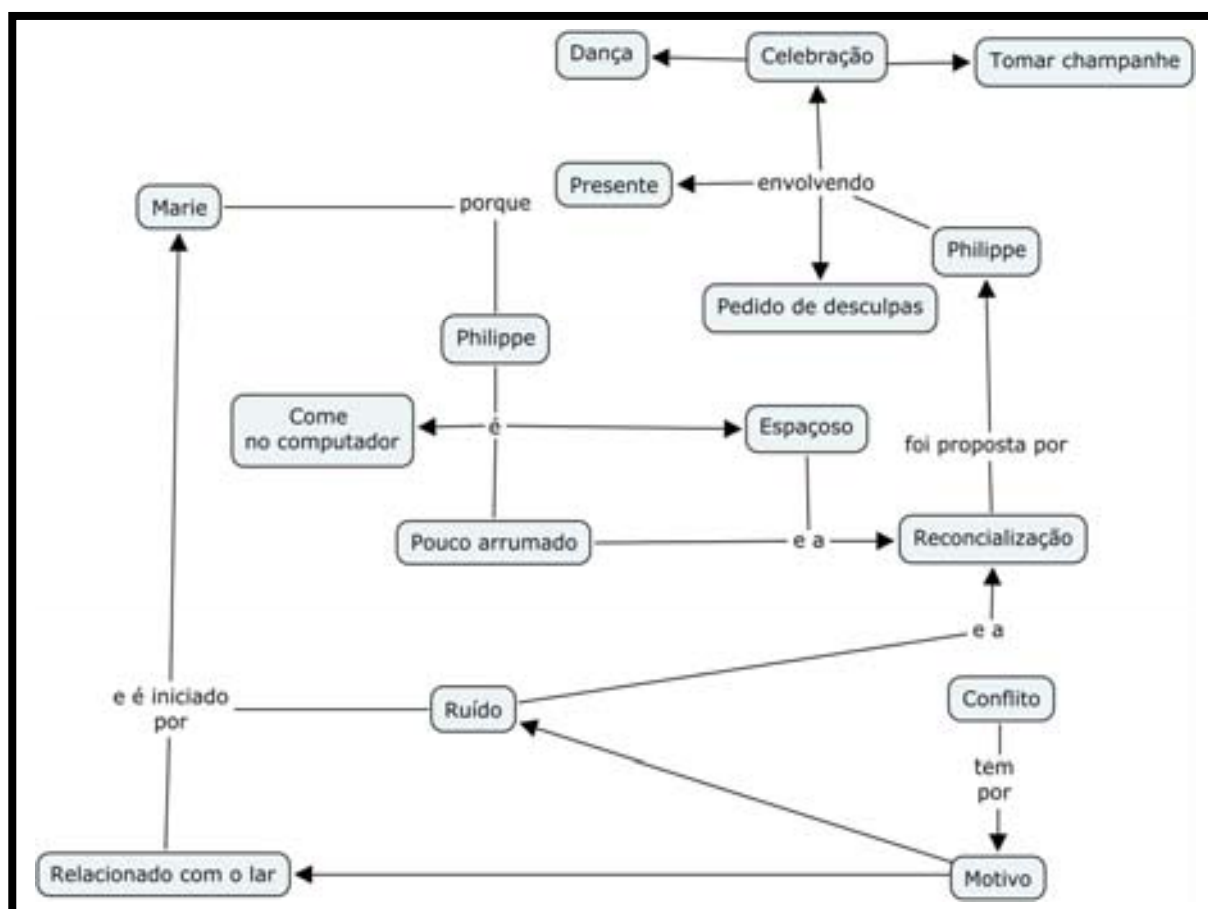 Dança
Celebração
Tomar champanhe
Presente
envolvendo
Marie
porque
Philippe
Pedido de desculpas
Philippe
Come
no computador
é
Espaçoso
foi proposta por
Pouco arrumado
e a
Reconcialização
e a
e é iniciado
por
Ruído
Conflito
tem
por
Relacionado com o lar
Motivo